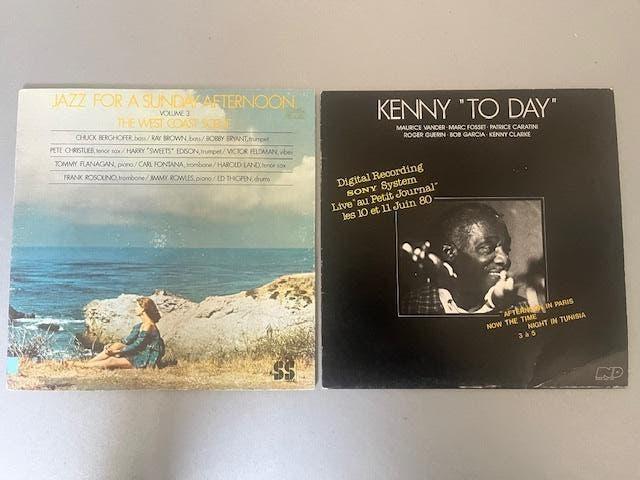 JAZZ FOR A SUNDAY AFTERNOON
VOLUME 3
THE WEST COAST SCENE
CHUCK BERGHOFER, bass / RAY BROWN, bass / BOBBY BRYANT, trumpet
PETE CHRISTLIEB, tenor sax / HARRY "SWEETS" EDISON, trumpet / VICTOR FELDMAN, vibes
TOMMY FLANAGAN, piano / CARL FONTANA, trombone / HAROLD LAND, tenor sax
FRANK ROSOLINO, trombone / JIMMY ROWLES, piano / ED THIGPEN, drums
SS
KENNY "TO DAY"
MAURICE VANDER · MARC FOSSET · PATRICE CARATINI
ROGER GUERIN · BOB GARCIA · KENNY CLARKE
Digital Recording
SONY System
Live "au Petit Journal"
les 10 et 11 Juin 80
"AFTERNOON IN PARIS
NOW THE TIME
NIGHT IN TUNISIA
3 à 5